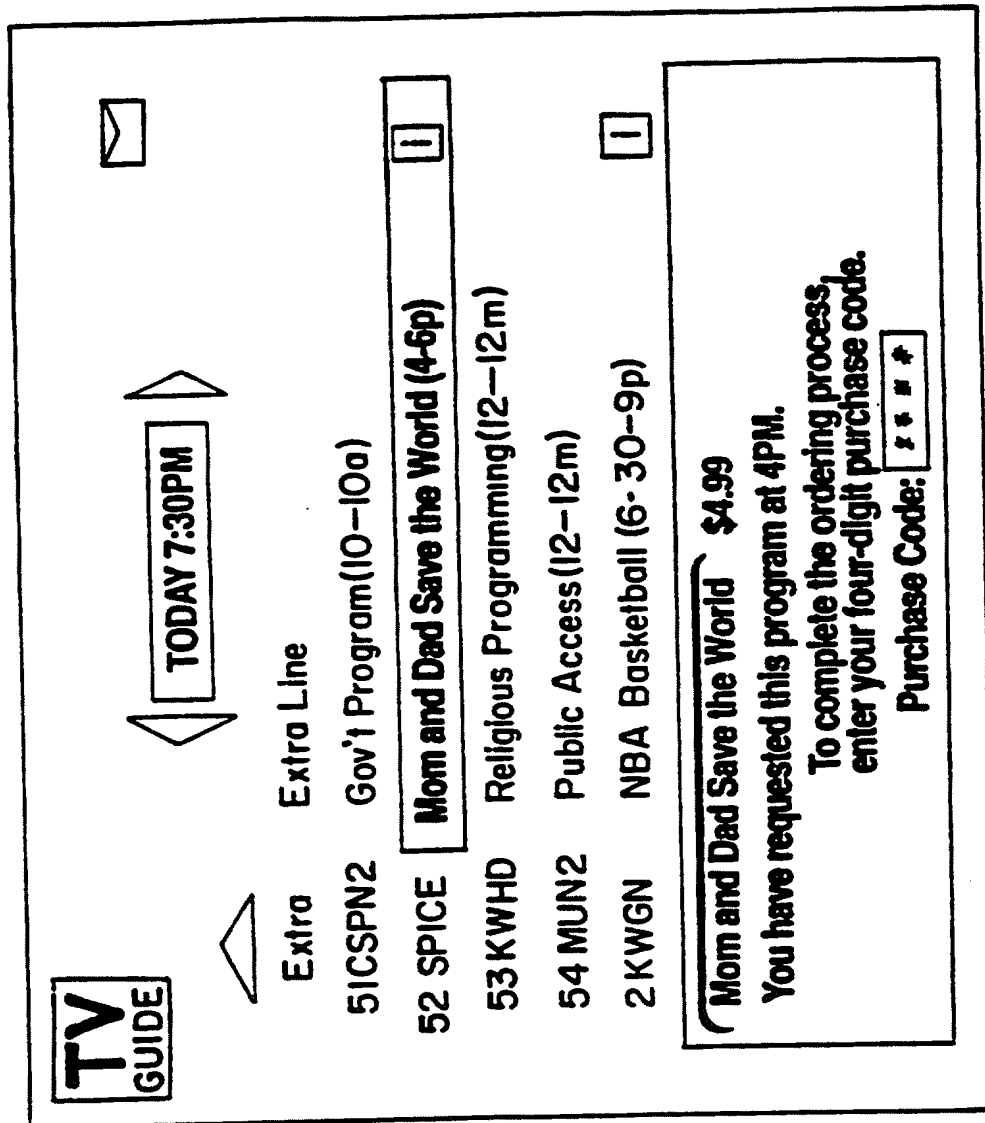 TV
GUIDE
TODAY 7:30PM
Extra Extra Line
51CSPN2 Gov't Program(10-10a)
52 SPICE Mom and Dad Save the World (4-6p)
53KWHD Religious Programming(12-12m)
54 MUN2 Public Access(12-12m)
2KWGN NBA Basketball (6-30-9p)
Mom and Dad Save the World $4.99
You have requested this program at 4PM.
To complete the ordering process,
enter your four-digit purchase code.
Purchase Code: ****